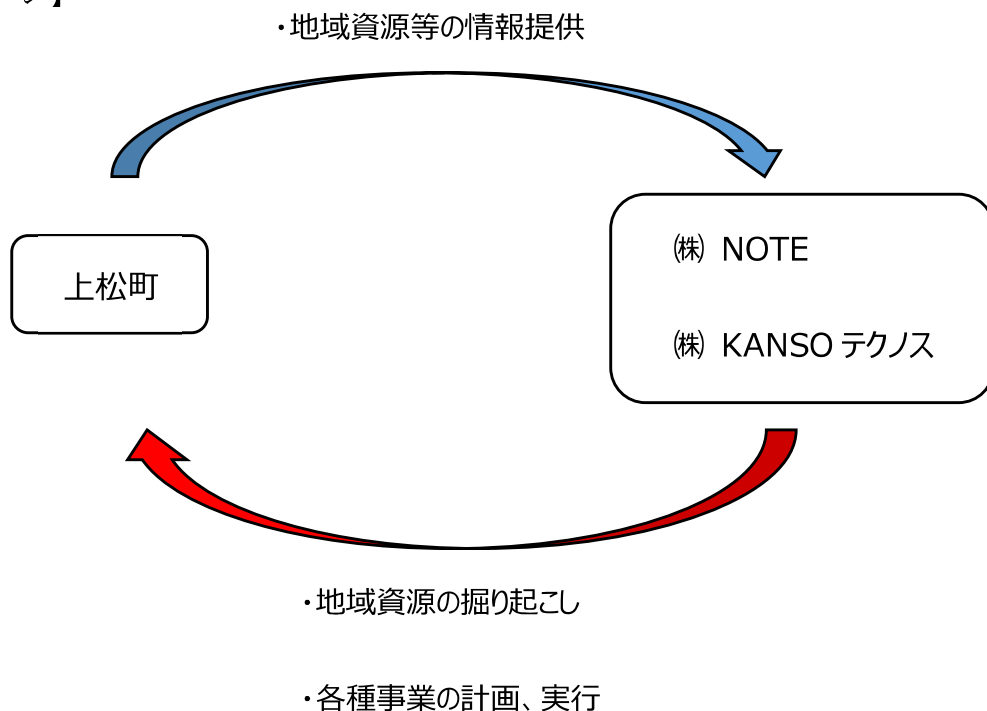 ・地域資源等の情報提供
上松町
㈱ NOTE
㈱ KANSO テクノス
・地域資源の掘り起こし
・各種事業の計画、実行